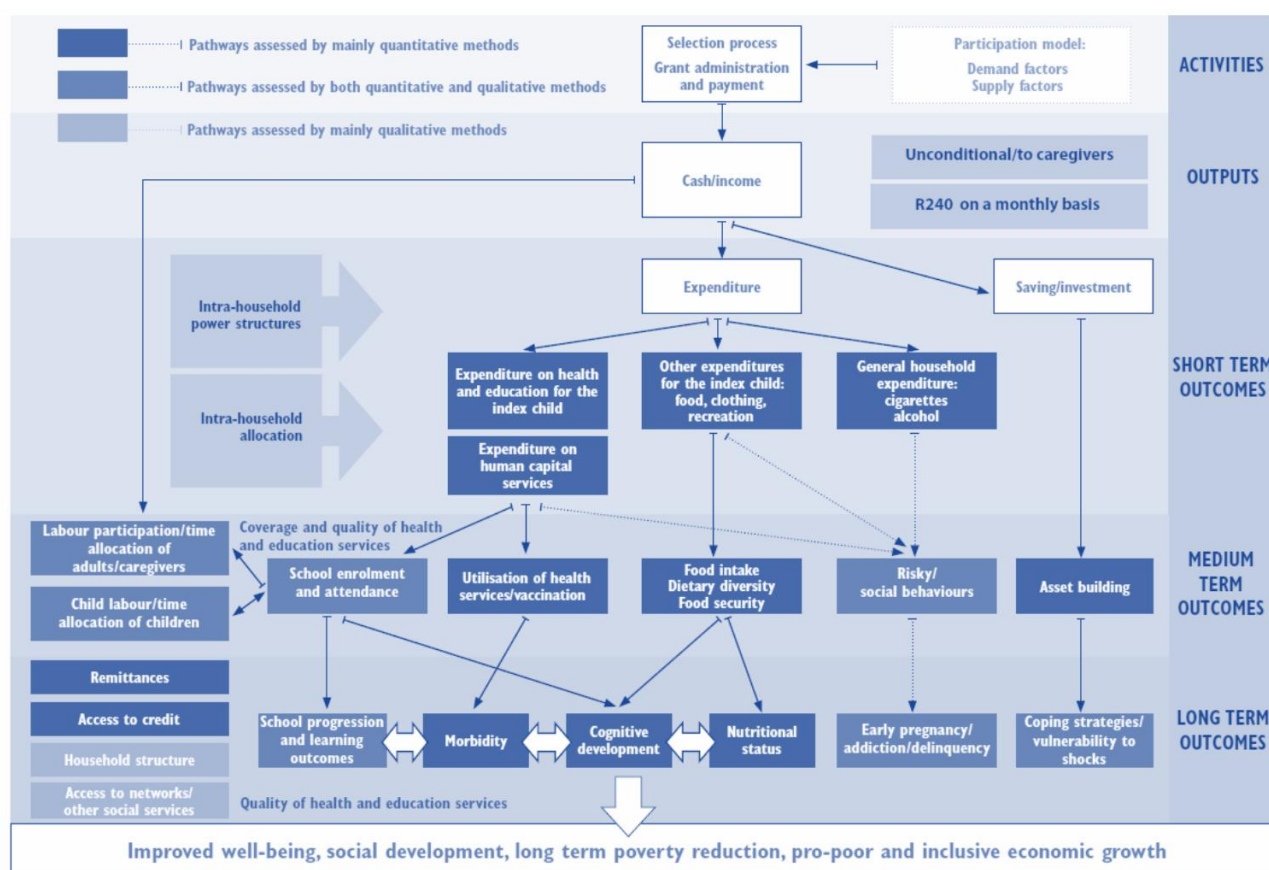 Pathways assessed by mainly quantitative methods
Pathways assessed by both quantitative and qualitative methods
Pathways assessed by mainly qualitative methods
Selection process
Grant administration
and payment
Participation model:
Demand factors
Supply factors
ACTIVITIES
Cash/income
Unconditional/to caregivers
R240 on a monthly basis
OUTPUTS
Intra-household
power structures
Intra-household
allocation
Expenditure
Saving/investment
Expenditure on health
and education for the
index child
Other expenditures
for the index child:
food, clothing,
recreation
General household
expenditure:
cigarettes
alcohol
Expenditure on
human capital
services
SHORT TERM
OUTCOMES
Labour participation/time
allocation of
adults/caregivers
Child labour/time
allocation of children
Coverage and quality of health
and education services
School enrolment
and attendance
Utilisation of health
services/vaccination
Food intake
Dietary diversity
Food security
Risky/
social behaviours
Asset building
MEDIUM
TERM
OUTCOMES
Remittances
Access to credit
Household structure
Access to networks/
other social services
School progression
and learning
outcomes
Morbidity
Cognitive
development
Nutritional
status
Early pregnancy/
addiction/delinquency
Coping strategies/
vulnerability to
shocks
LONG TERM
OUTCOMES
Quality of health and education services
Improved well-being, social development, long term poverty reduction, pro-poor and inclusive economic growth